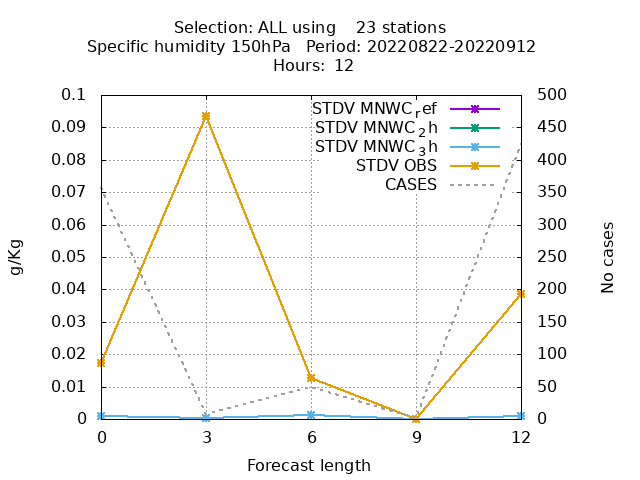 Selection: ALL using    23 stations
Specific humidity 150hPa   Period: 20220822-20220912
Hours:  12
0.1
0.09
0.08
0.07
0.06
0.05
0.04
0.03
0.02
0.01
0
500
450
400
350
300
250
200
150
100
50
0
STDV MNWC_ref
STDV MNWC_2h
STDV MNWC_3h
STDV OBS
CASES
g/Kg
No cases
0 3 6 9 12
Forecast length